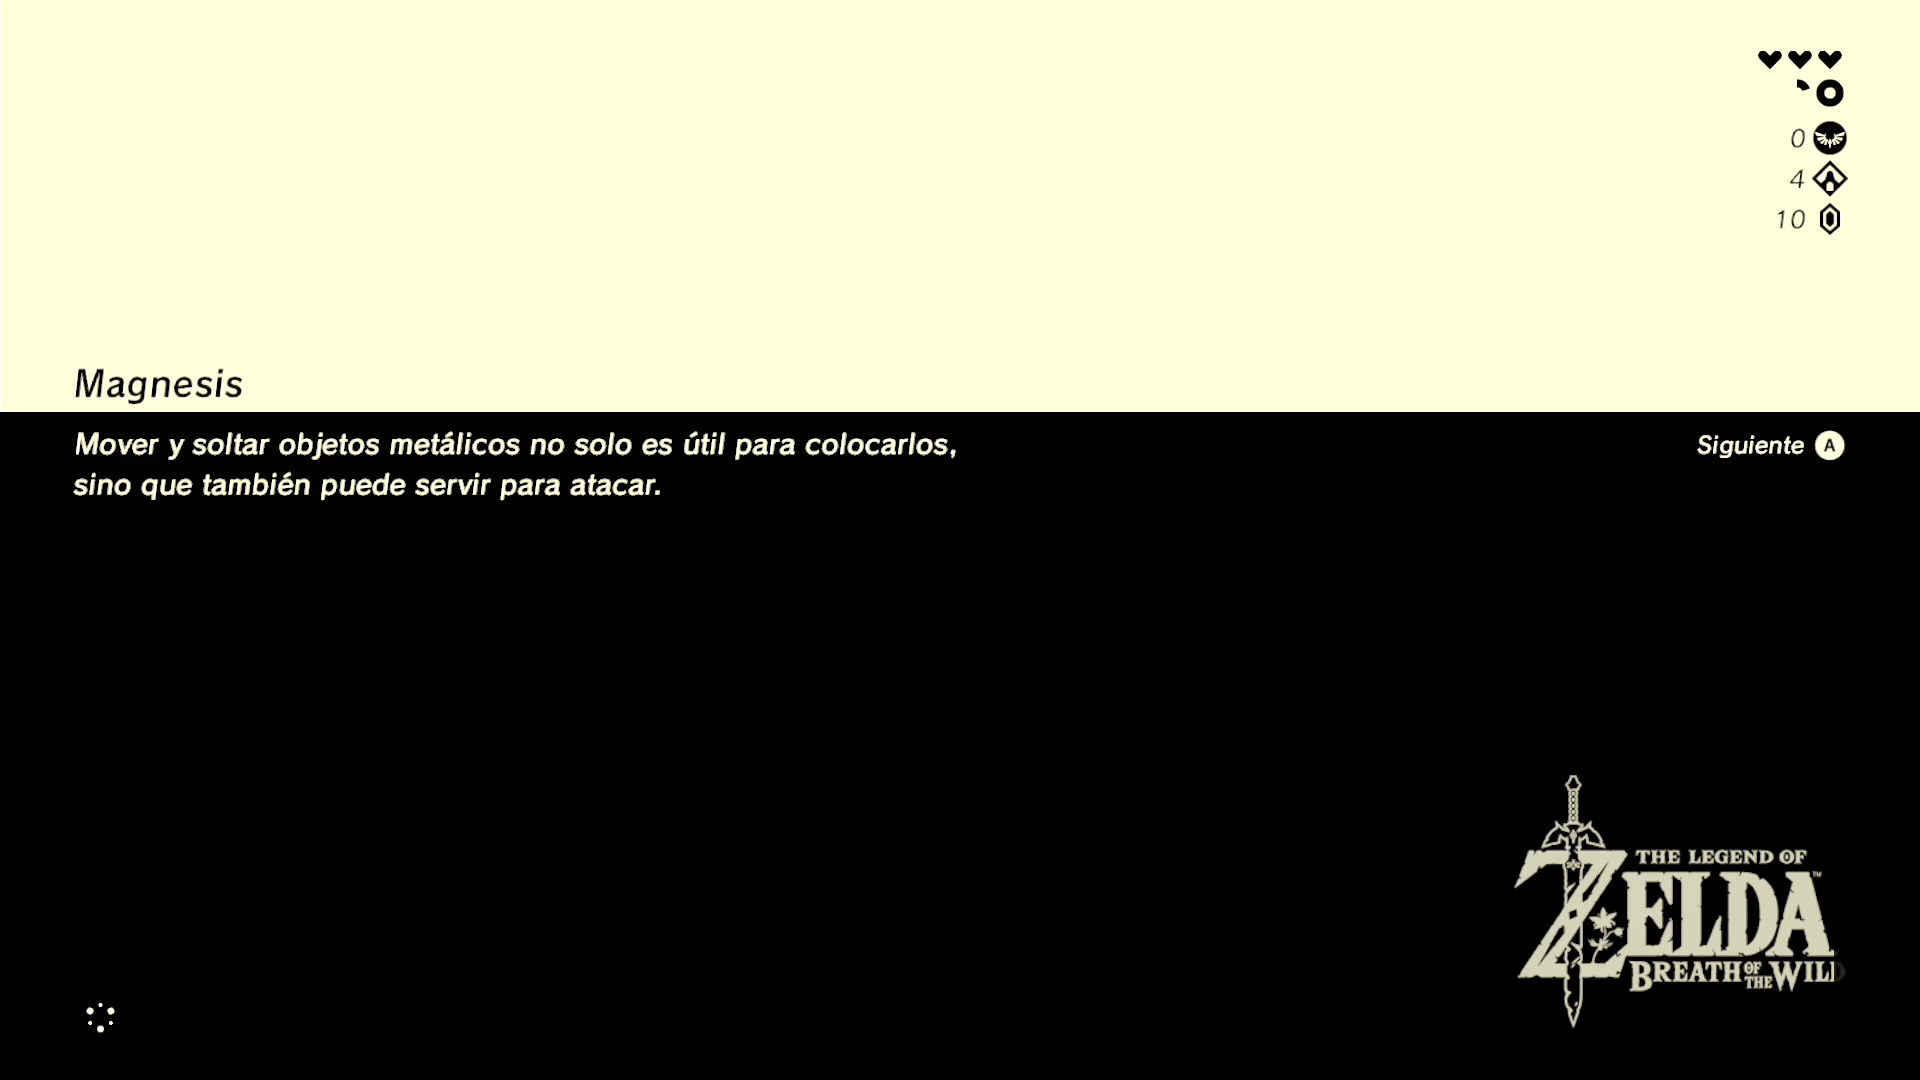 0
4
10
Magnesis
Mover y soltar objetos metálicos no solo es útil para colocarlos,
sino que también puede servir para atacar.
Siguiente A
THE LEGEND OF
ZELDA™
BREATH OF THE WILD